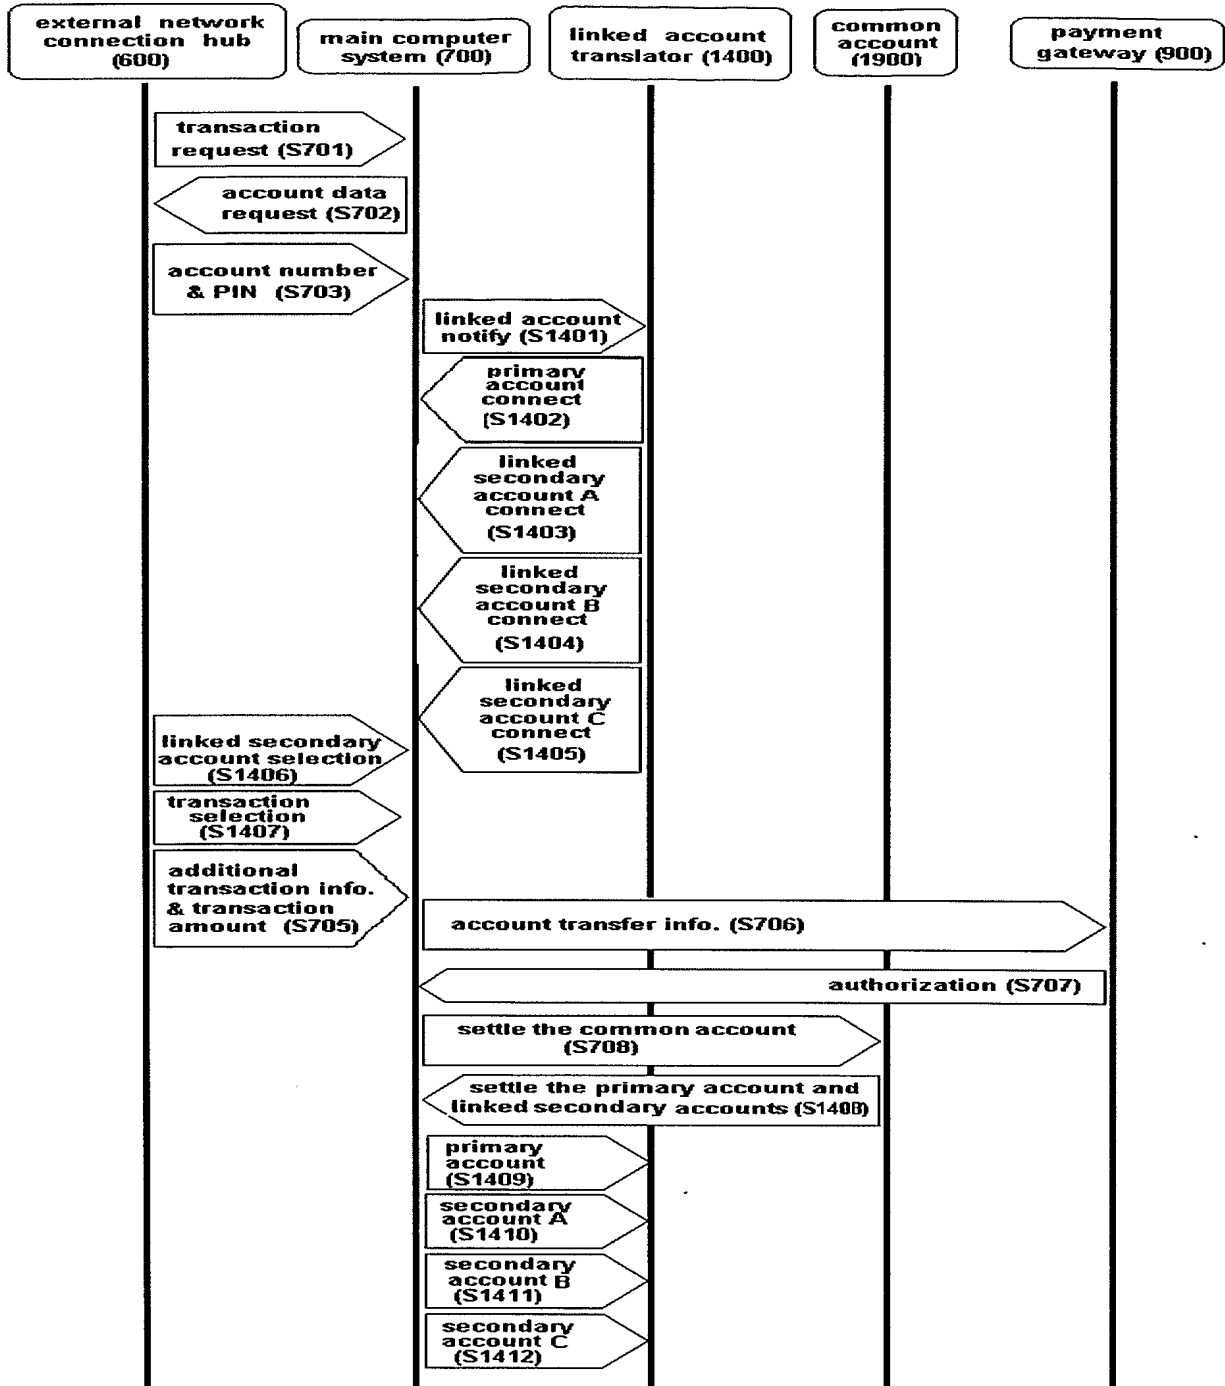 external network
connection hub
(600)
main computer
system (700)
linked account
translator (1400)
common
account
(1900)
payment
gateway (900)
transaction
request (S701)
account data
request (S702)
account number
& PIN (S703)
linked account
notify (S1401)
primary
account
connect
(S1402)
linked
secondary
account A
connect
(S1403)
linked
secondary
account B
connect
(S1404)
linked
secondary
account C
connect
(S1405)
linked secondary
account selection
(S1406)
transaction
selection
(S1407)
additional
transaction info.
& transaction
amount (S705)
account transfer info. (S706)
authorization (S707)
settle the common account
(S708)
settle the primary account and
linked secondary accounts (S1408)
primary
account
(S1409)
secondary
account A
(S1410)
secondary
account B
(S1411)
secondary
account C
(S1412)